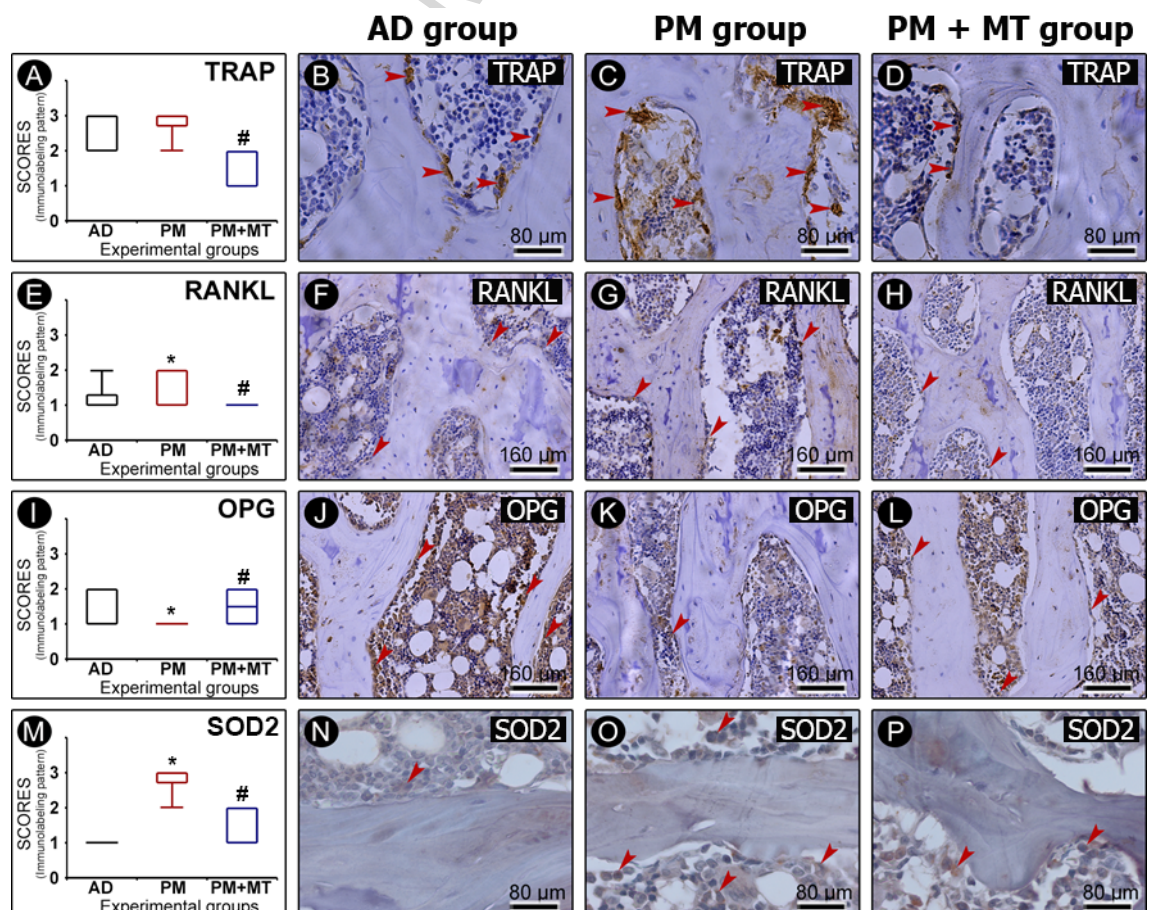 AD group
PM group
PM + MT group
A
TRAP
SCORES
(Immunolabeling pattern)
3
2
1
0
#
AD
PM
PM+MT
Experimental groups
B
TRAP
80 µm
C
TRAP
80 µm
D
TRAP
80 µm
E
RANKL
SCORES
(Immunolabeling pattern)
3
2
1
0
*
#
AD
PM
PM+MT
Experimental groups
F
RANKL
160 µm
G
RANKL
160 µm
H
RANKL
160 µm
I
OPG
SCORES
(Immunolabeling pattern)
3
2
1
0
*
#
AD
PM
PM+MT
Experimental groups
J
OPG
160 µm
K
OPG
160 µm
L
OPG
160 µm
M
SOD2
SCORES
(Immunolabeling pattern)
3
2
1
0
*
#
AD
PM
PM+MT
Experimental groups
N
SOD2
80 µm
O
SOD2
80 µm
P
SOD2
80 µm